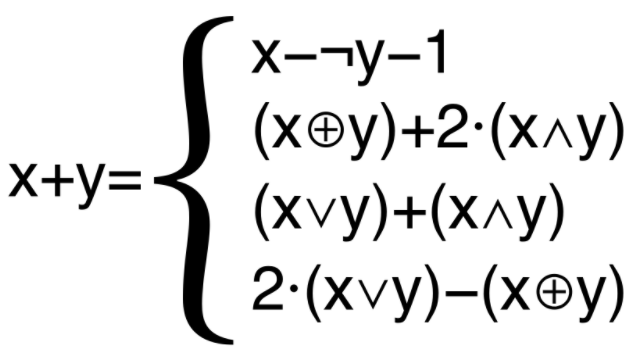 x+y=
x−¬y−1
(x⊕y)+2·(x∧y)
(x∨y)+(x∧y)
2·(x∨y)−(x⊕y)